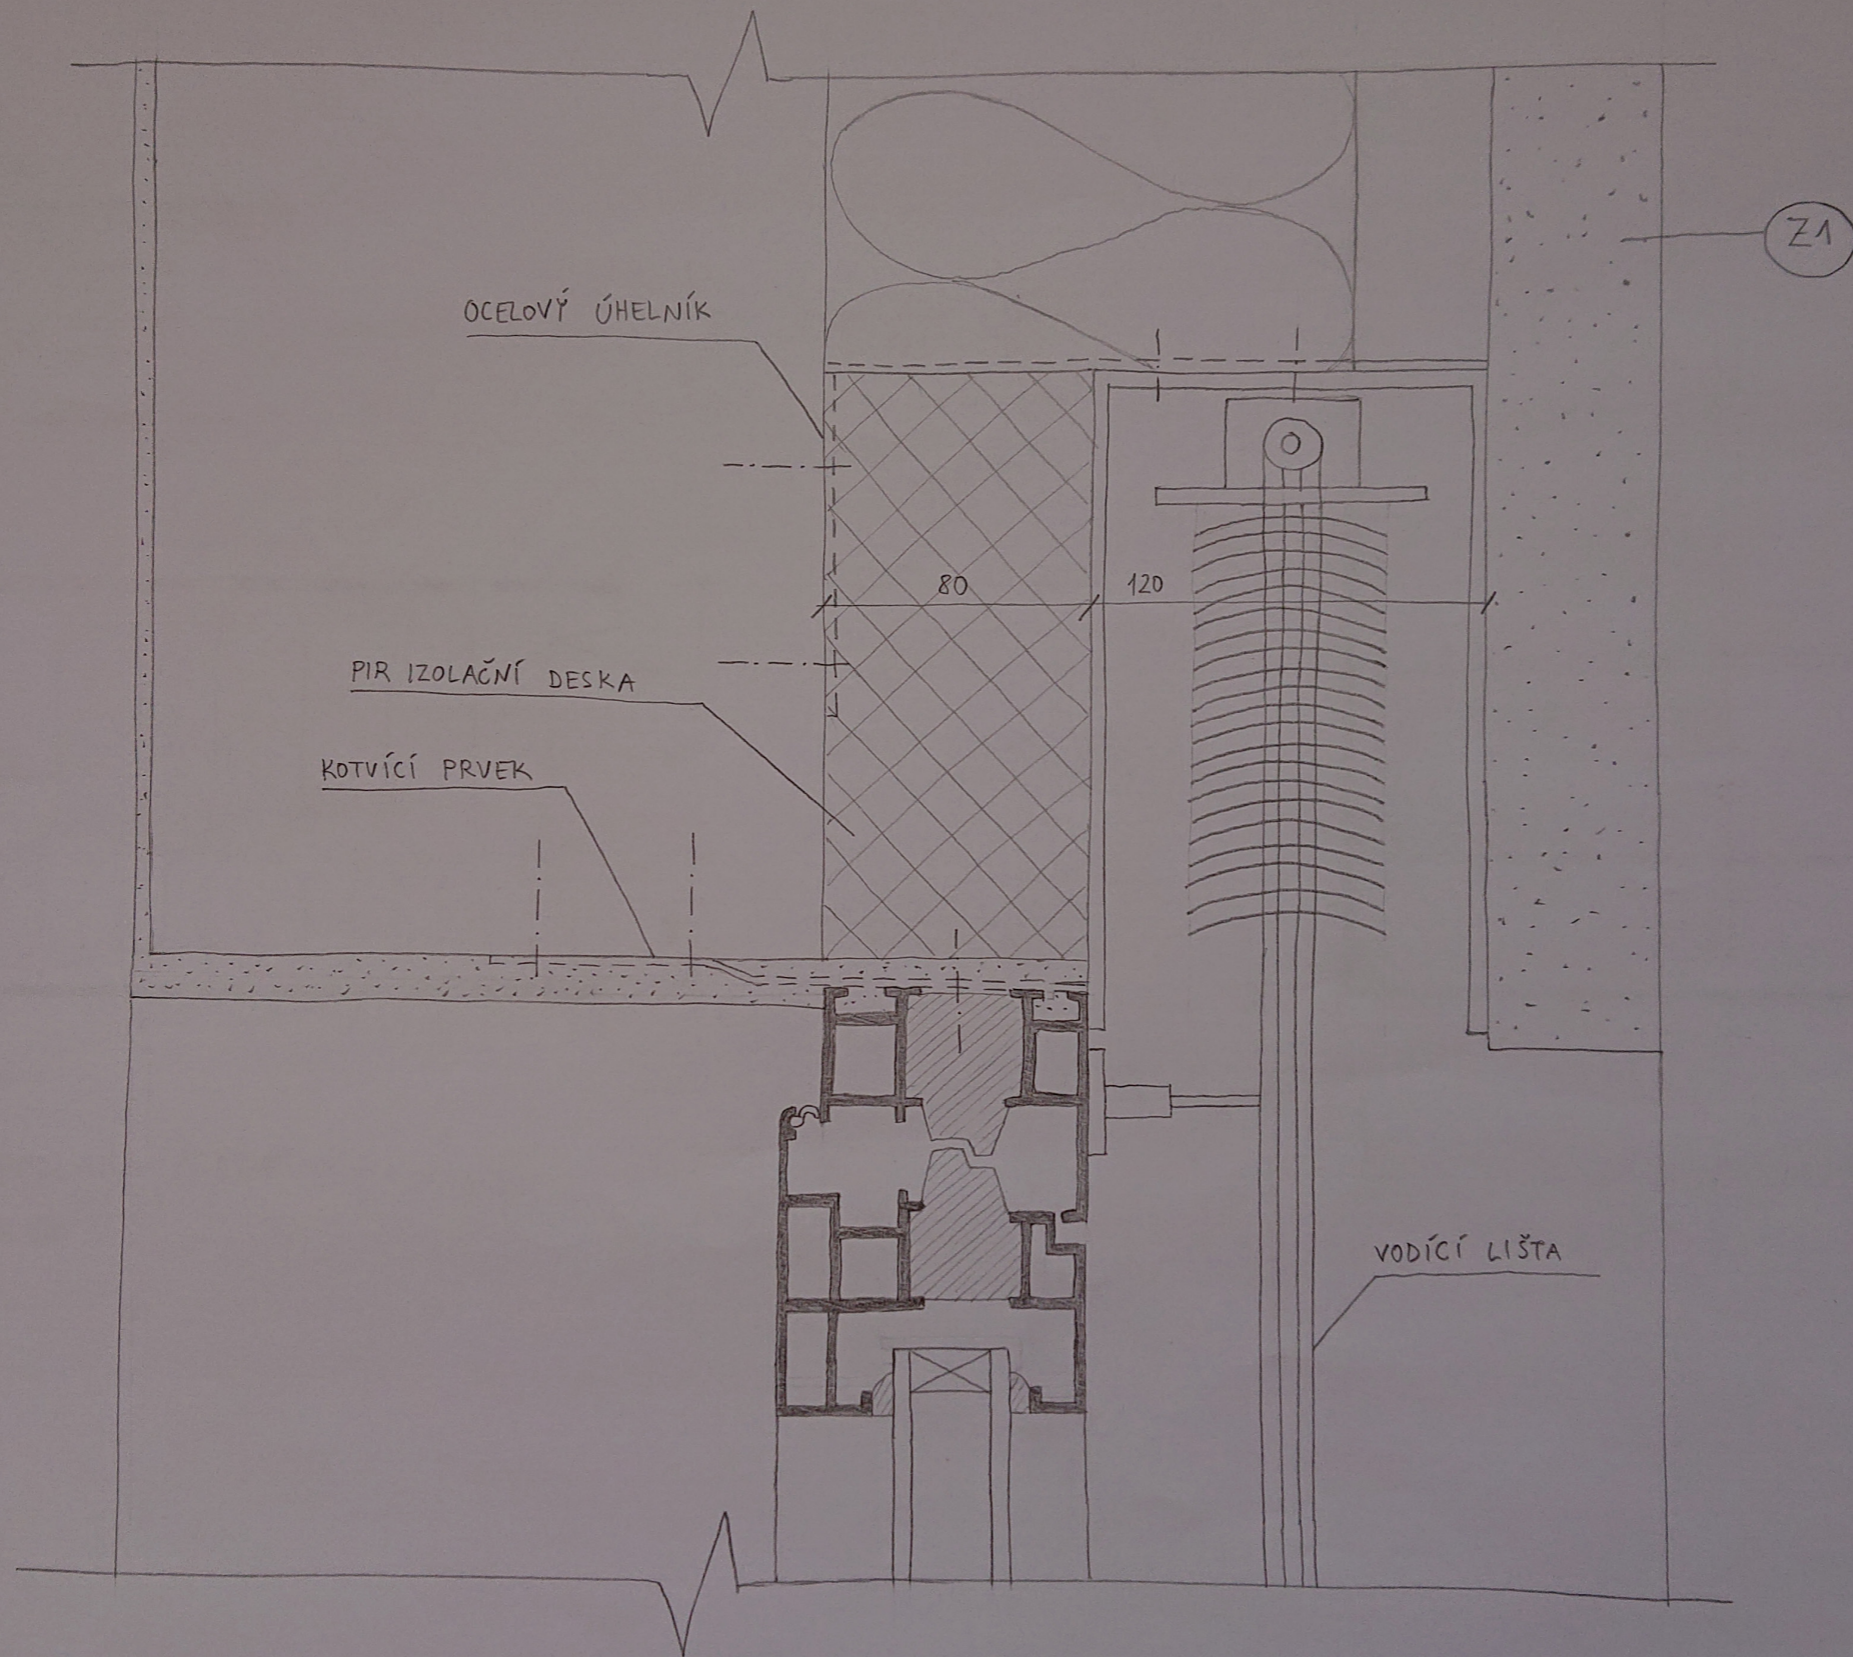 Z1
OCELOVÝ ÚHELNÍK
80
120
PIR IZOLAČNÍ DESKA
KOTVÍCÍ PRVEK
VODÍCÍ LIŠTA